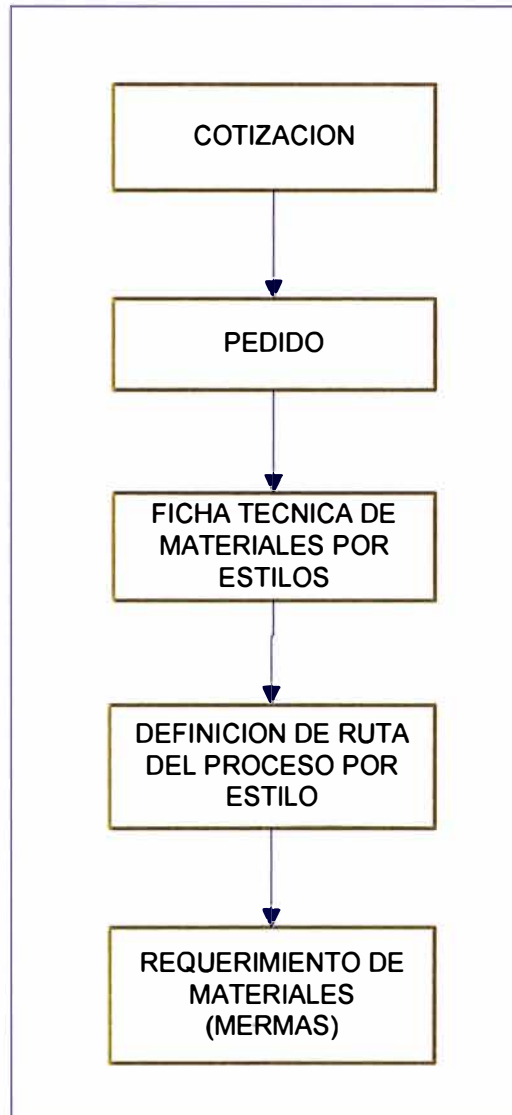 COTIZACION
PEDIDO
FICHA TECNICA DE
MATERIALES POR
ESTILOS
DEFINICION DE RUTA
DEL PROCESO POR
ESTILO
REQUERIMIENTO DE
MATERIALES
(MERMAS)